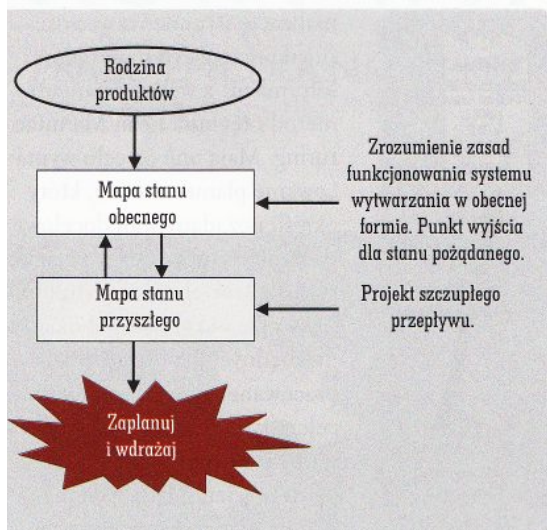 Rodzina
produktów
Mapa stanu
obecnego
Zrozumienie zasad
funkcjonowania systemu
wytwarzania w obecnej
formie. Punkt wyjścia
dla stanu pożądanego.
Mapa stanu
przyszłego
Projekt szczupłego
przepływu.
Zaplanuj
i wdrażaj